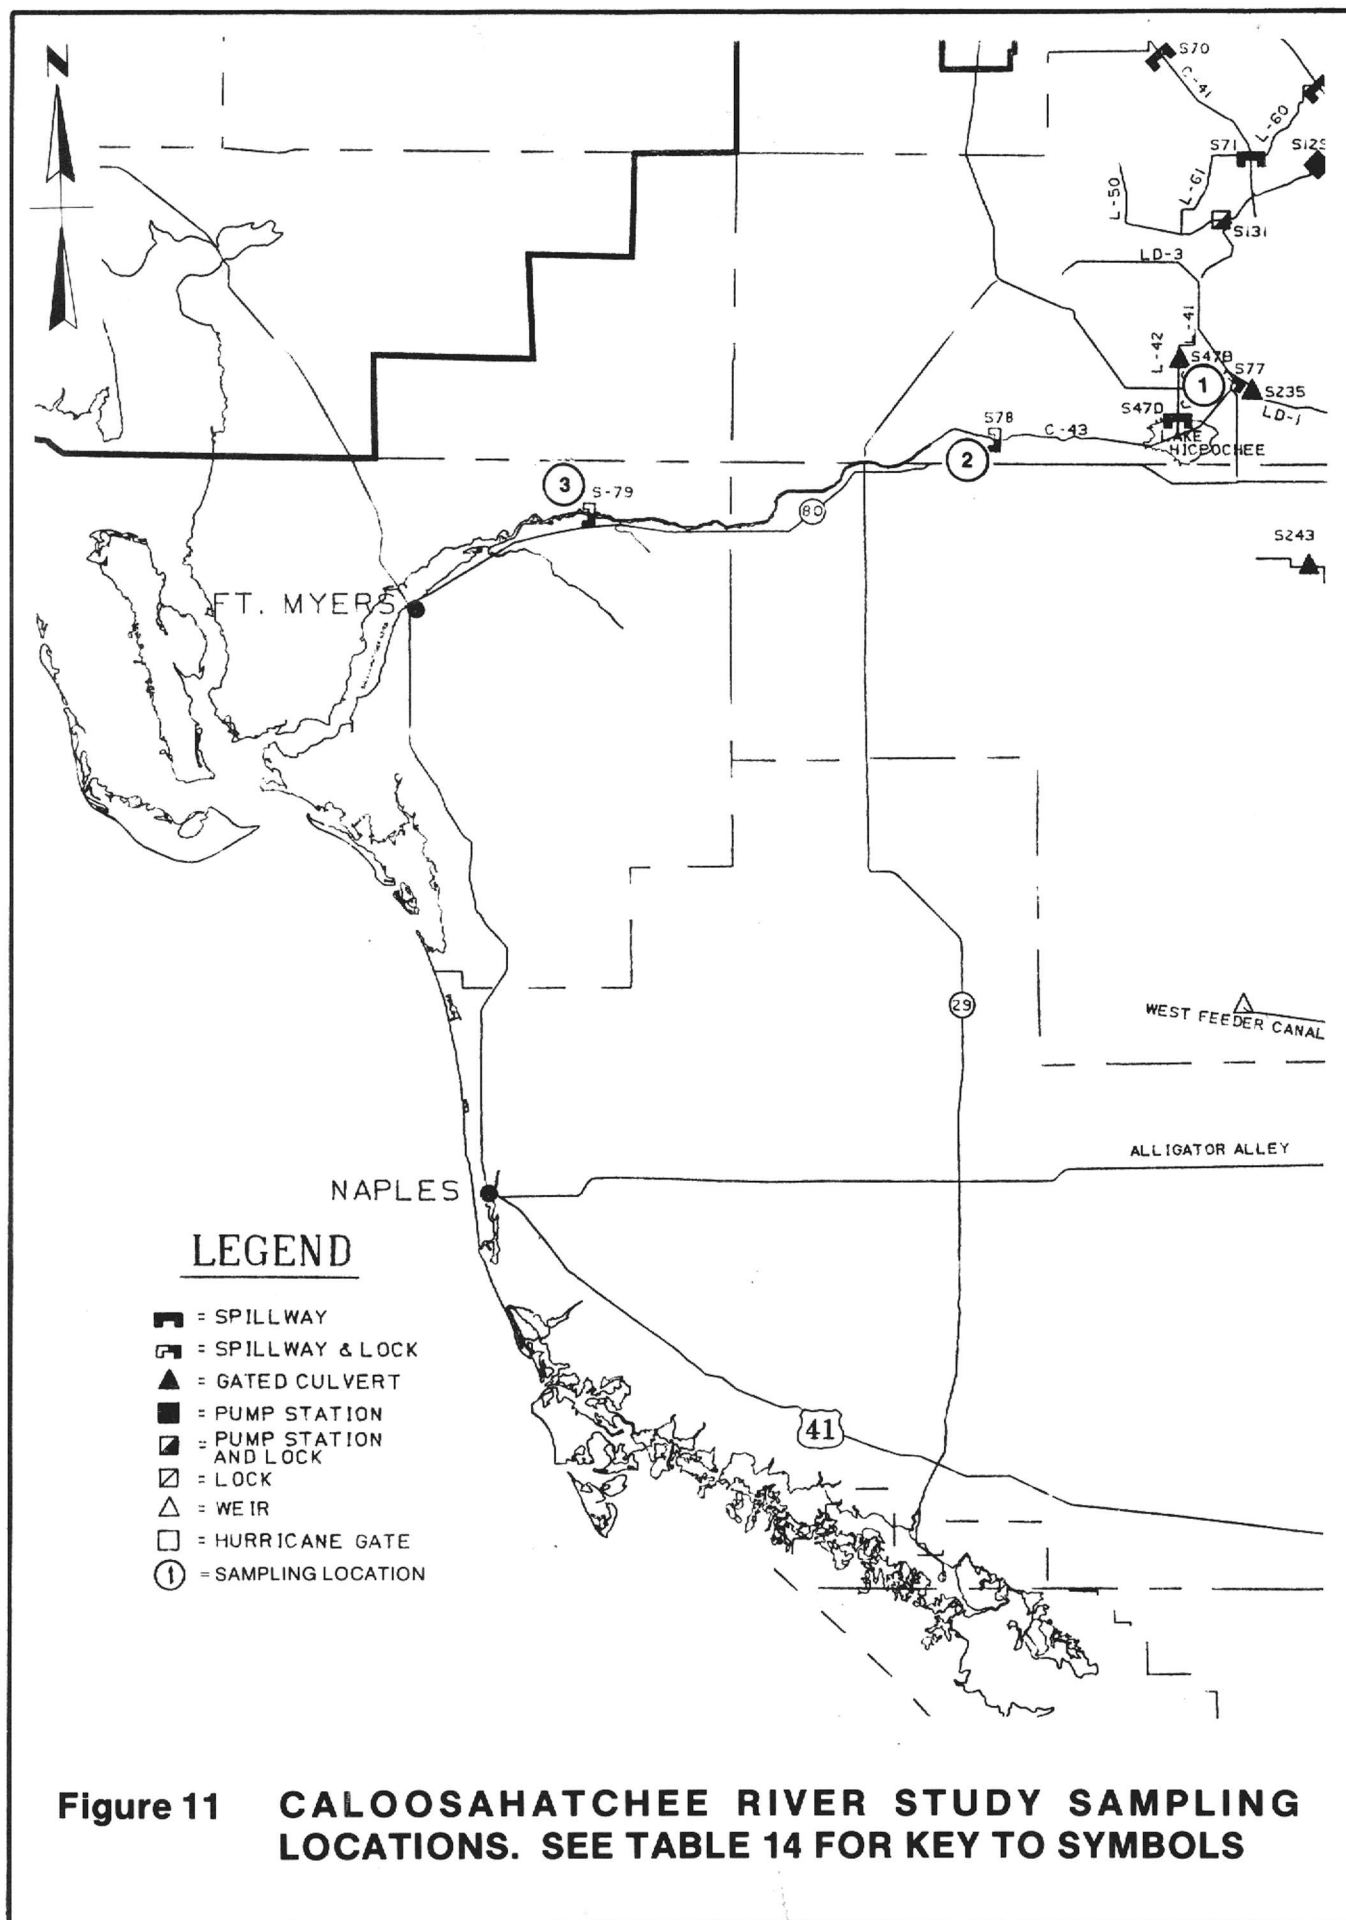 N
S70
C-41
L-60
S71
S129
L-50
L-61
S131
LD-3
L-41
L-42
S47B
1
S77
S235
LD-1
S47D
LAKE
HICPOCHEE
S78
C-43
2
3
S-79
80
S243
FT. MYERS
29
WEST FEEDER CANAL
ALLIGATOR ALLEY
NAPLES
41
LEGEND
= SPILLWAY
= SPILLWAY & LOCK
= GATED CULVERT
= PUMP STATION
= PUMP STATION
AND LOCK
= LOCK
= WEIR
= HURRICANE GATE
1 = SAMPLING LOCATION
Figure 11 CALOOSAHATCHEE RIVER STUDY SAMPLING
LOCATIONS. SEE TABLE 14 FOR KEY TO SYMBOLS